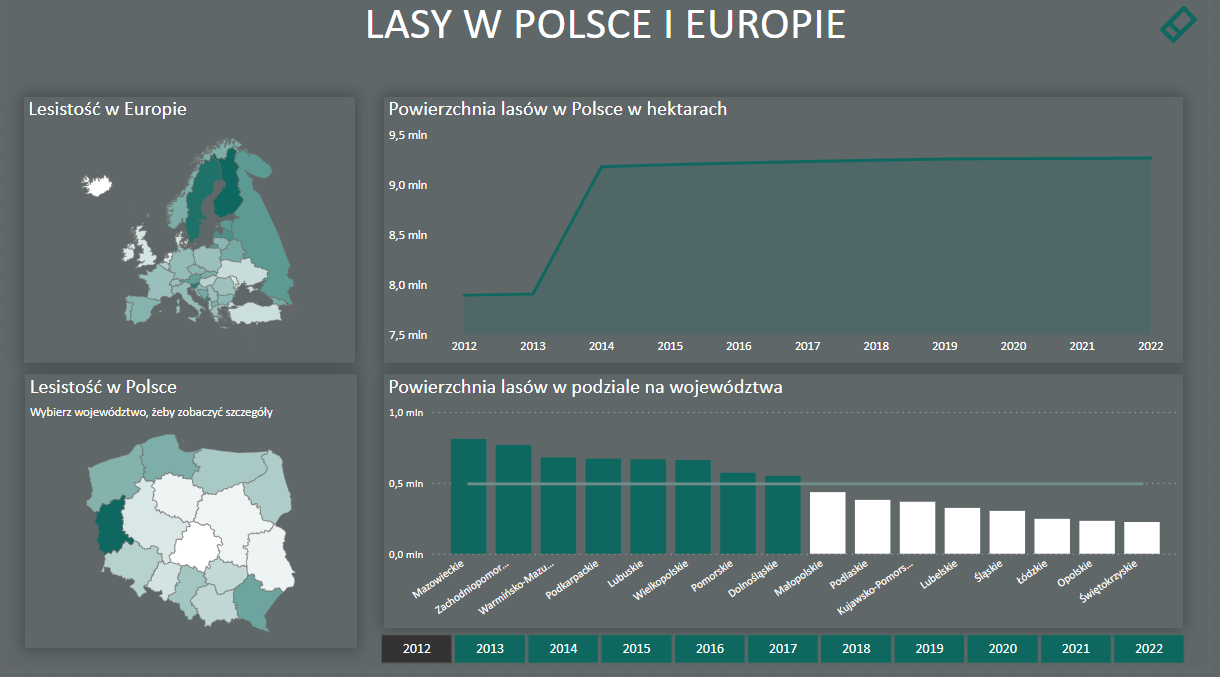 LASY W POLSCE I EUROPIE
Lesistość w Europie
Powierzchnia lasów w Polsce w hektarach
9,5 mln
9,0 mln
8,5 mln
8,0 mln
7,5 mln
2012 2013 2014 2015 2016 2017 2018 2019 2020 2021 2022
Lesistość w Polsce
Wybierz województwo, żeby zobaczyć szczegóły
Powierzchnia lasów w podziale na województwa
1,0 mln
0,5 mln
0,0 mln
Mazowieckie
Zachodniopomor...
Warmińsko-Mazu...
Podkarpackie
Lubuskie
Wielkopolskie
Pomorskie
Dolnośląskie
Małopolskie
Podlaskie
Kujawsko-Pomors...
Lubelskie
Śląskie
Łódzkie
Opolskie
Świętokrzyskie
2012 2013 2014 2015 2016 2017 2018 2019 2020 2021 2022